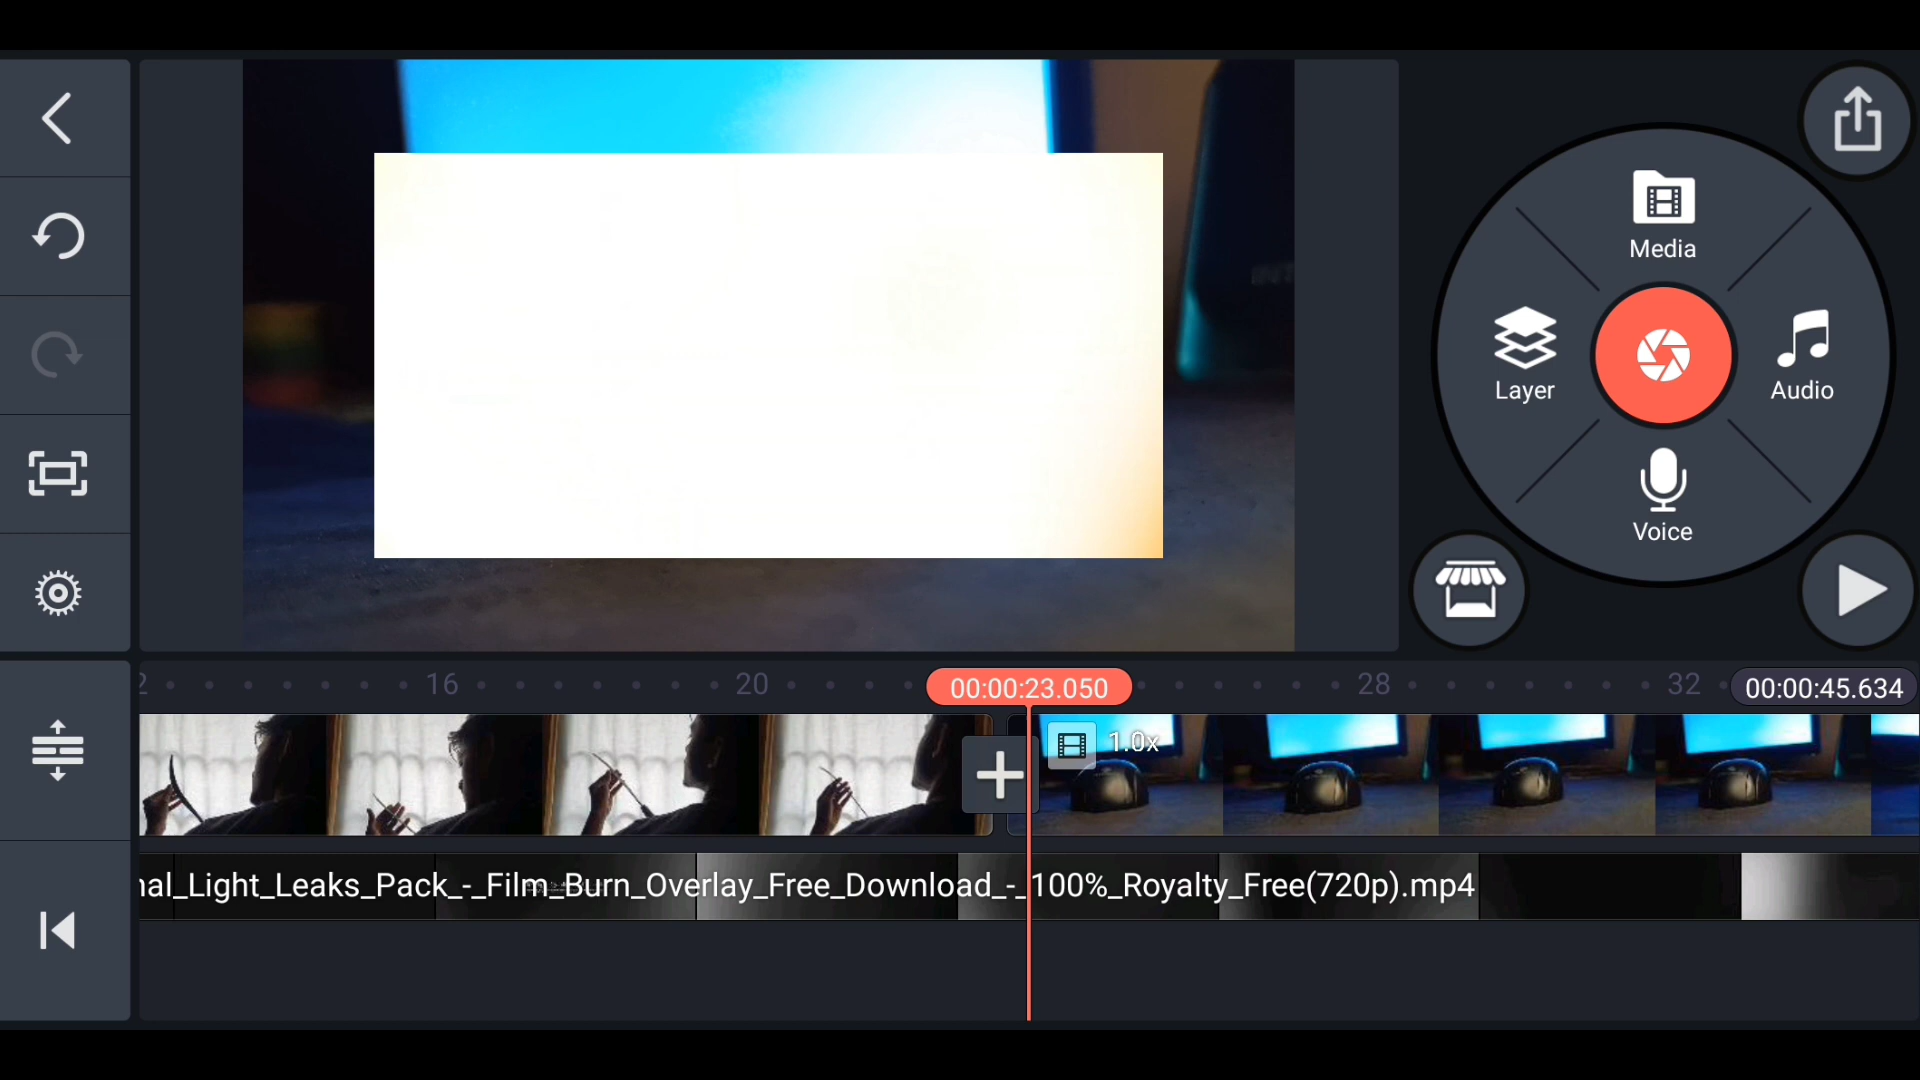 Media
Layer
Audio
Voice
16
20
00:00:23.050
28
32
00:00:45.634
1.0x
nal_Light_Leaks_Pack_-_Film_Burn_Overlay_Free_Download_-_100%_Royalty_Free(720p).mp4